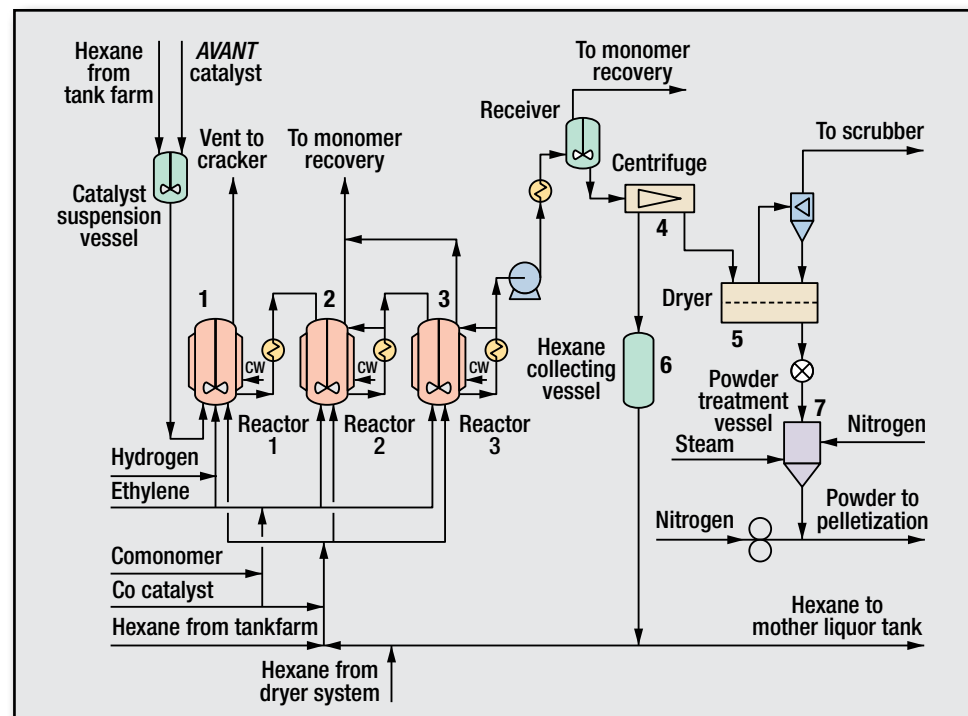 Hexane
from
tank farm
AVANT
catalyst
Catalyst
suspension
vessel
Vent to
cracker
To monomer
recovery
Receiver
To monomer
recovery
Centrifuge
4
To scrubber
Dryer
5
1
2
3
CW
CW
CW
Reactor
1
Reactor
2
Reactor
3
Hexane
collecting
vessel
6
Powder
treatment
vessel
7
Nitrogen
Steam
Nitrogen
Powder to
pelletization
Hydrogen
Ethylene
Comonomer
Co catalyst
Hexane from tankfarm
Hexane from
dryer system
Hexane to
mother liquor tank